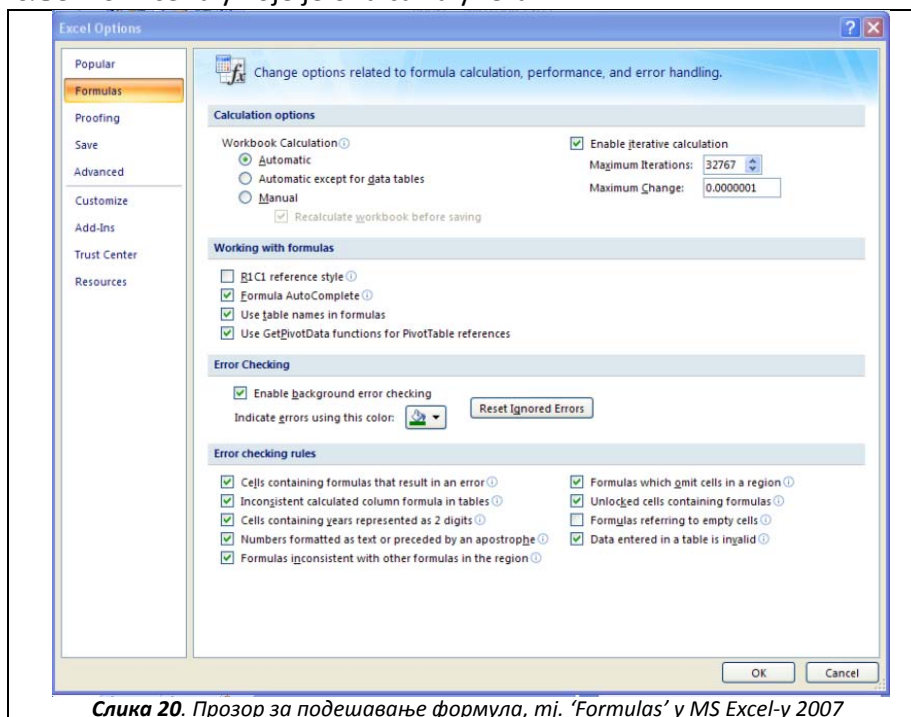 Excel Options
Popular
Formulas
Proofing
Save
Advanced
Customize
Add-Ins
Trust Center
Resources
Change options related to formula calculation, performance, and error handling.
Calculation options
Workbook Calculation
Automatic
Automatic except for data tables
Manual
Recalculate workbook before saving
Enable iterative calculation
Maximum Iterations: 32767
Maximum Change: 0.0000001
Working with formulas
R1C1 reference style
Formula AutoComplete
Use table names in formulas
Use GetPivotData functions for PivotTable references
Error Checking
Enable background error checking
Indicate errors using this color:
Reset Ignored Errors
Error checking rules
Cells containing formulas that result in an error
Inconsistent calculated column formula in tables
Cells containing years represented as 2 digits
Numbers formatted as text or preceded by an apostrophe
Formulas inconsistent with other formulas in the region
Formulas which omit cells in a region
Unlocked cells containing formulas
Formulas referring to empty cells
Data entered in a table is invalid
OK
Cancel
Слика 20. Прозор за подешавање формула, тј. 'Formulas' у MS Excel-у 2007